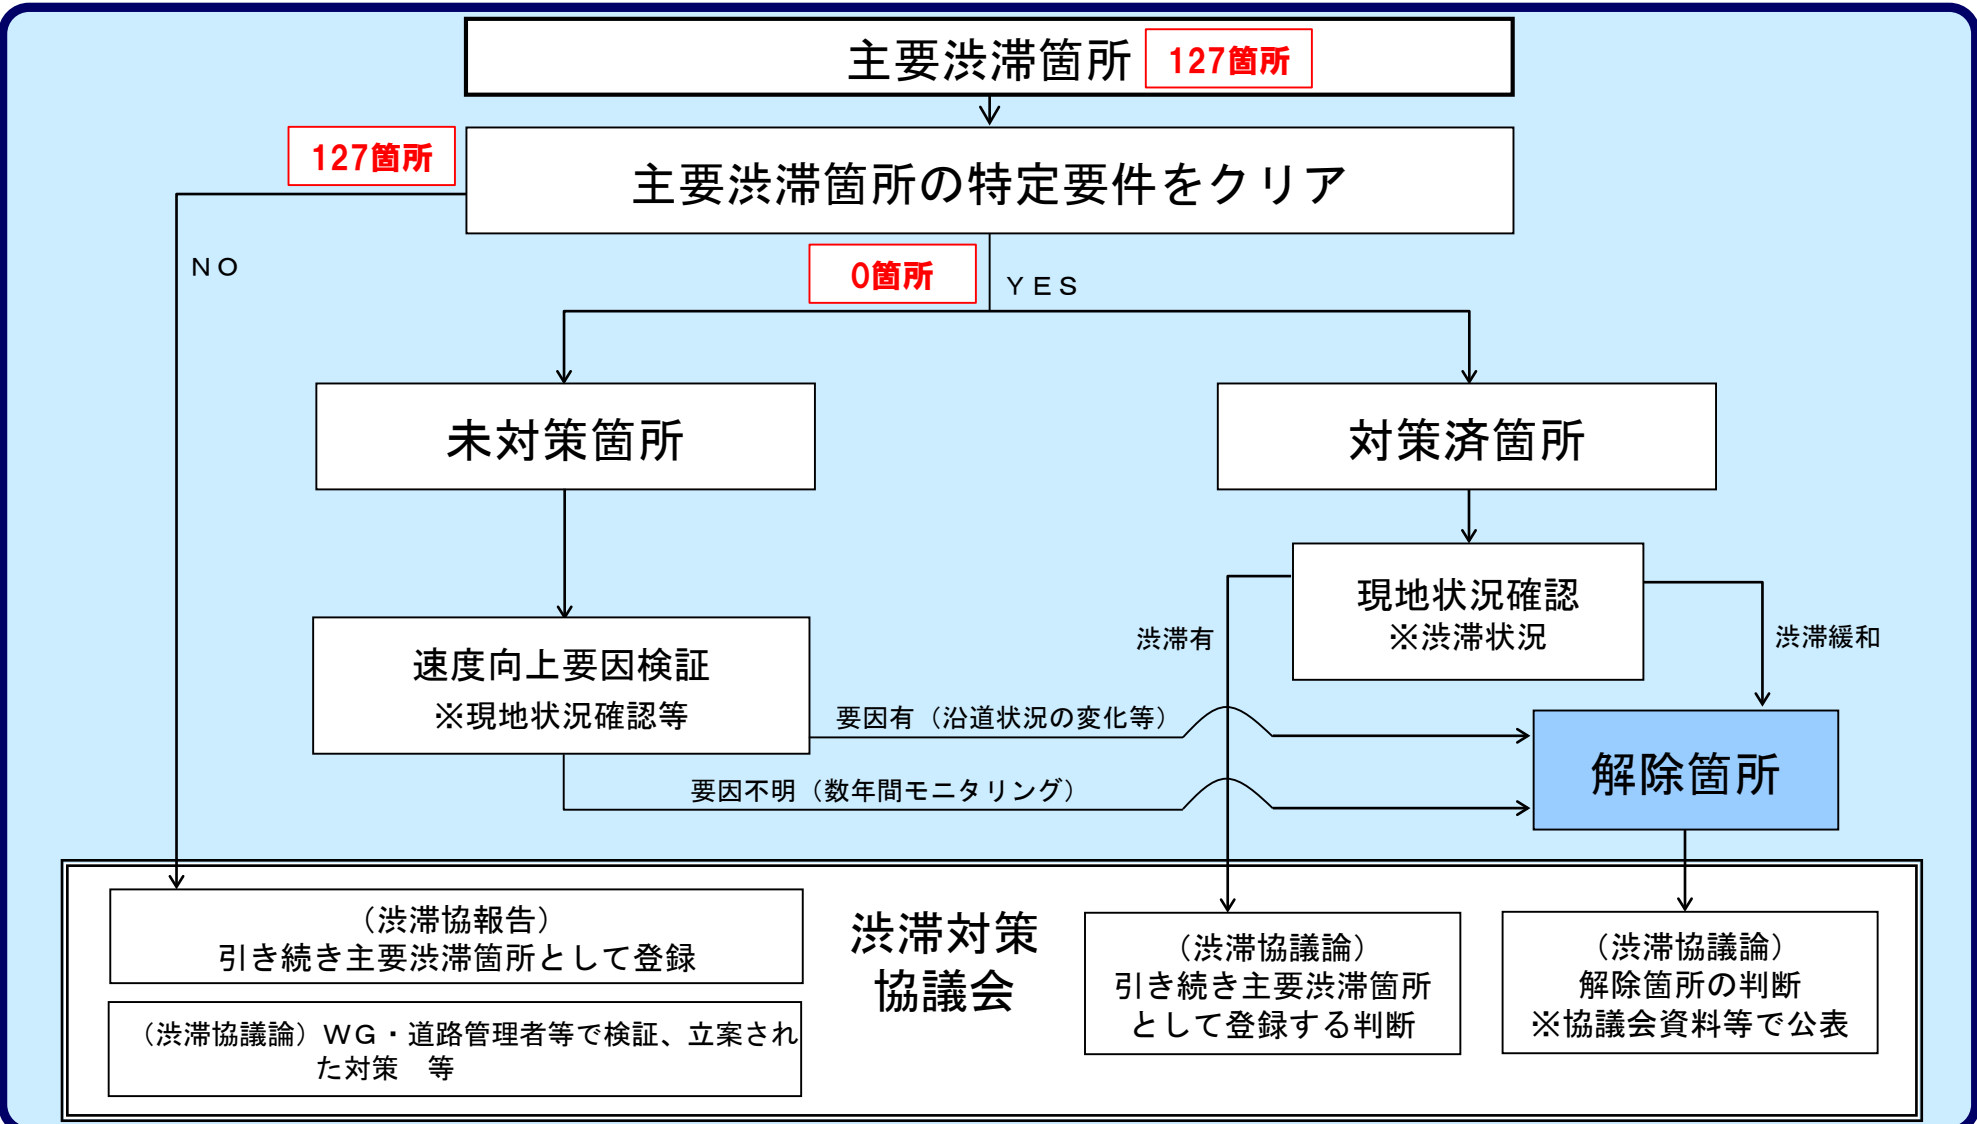 主要渋滞箇所 127箇所
127箇所
主要渋滞箇所の特定要件をクリア
ＮＯ
0箇所
ＹＥＳ
未対策箇所
対策済箇所
現地状況確認
※渋滞状況
渋滞有
渋滞緩和
速度向上要因検証
※現地状況確認等
要因有（沿道状況の変化等）
要因不明（数年間モニタリング）
解除箇所
（渋滞協報告）
引き続き主要渋滞箇所として登録
（渋滞協議論）ＷＧ・道路管理者等で検証、立案され
た対策　等
渋滞対策
協議会
（渋滞協議論）
引き続き主要渋滞箇所
として登録する判断
（渋滞協議論）
解除箇所の判断
※協議会資料等で公表